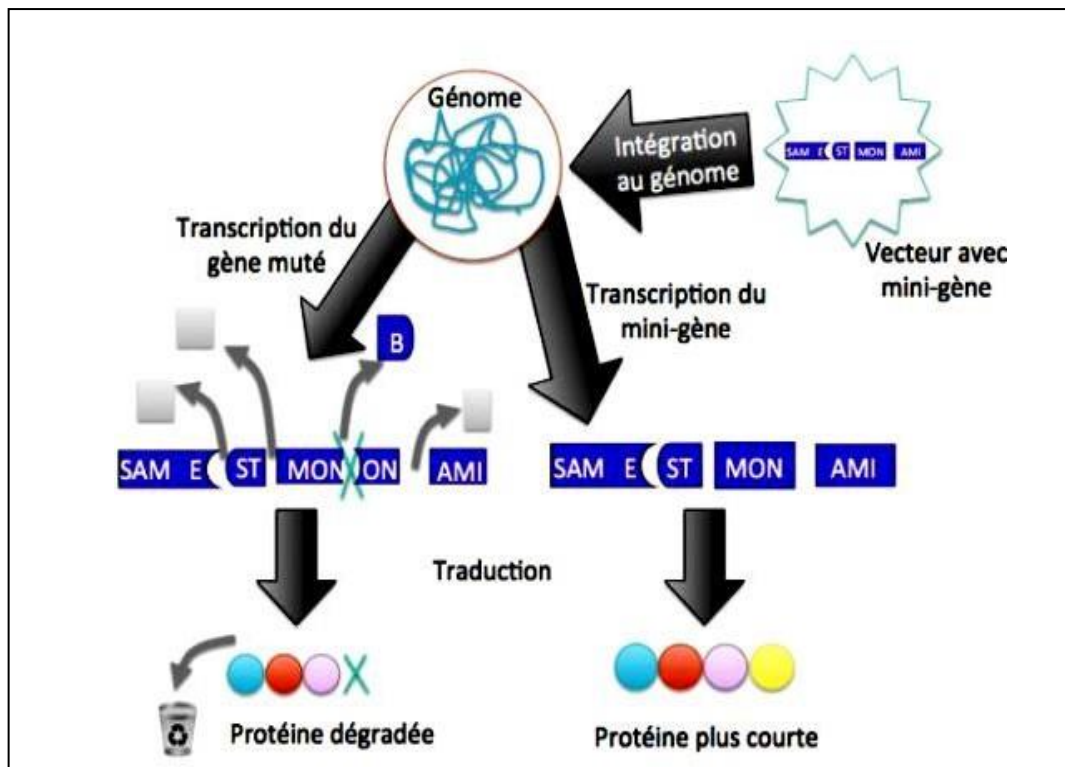 Génome
Intégration
au génome
SAM E ST MON AMI
Vecteur avec
mini-gène
Transcription du
gène muté
Transcription du
mini-gène
B
SAM E ST MON ON AMI
SAM E ST MON AMI
Traduction
X
Protéine dégradée
Protéine plus courte